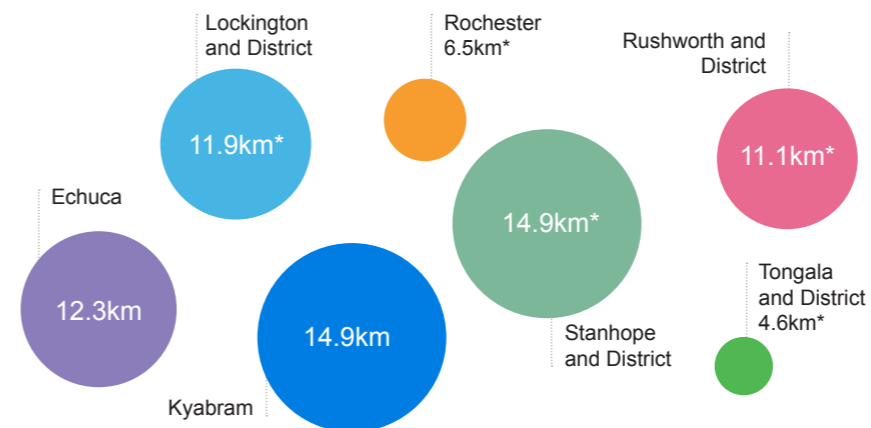 Lockington
and District
11.9km*
Rochester
6.5km*
Rushworth and
District
11.1km*
Echuca
12.3km
Kyabram
14.9km
14.9km*
Stanhope
and District
Tongala
and District
4.6km*